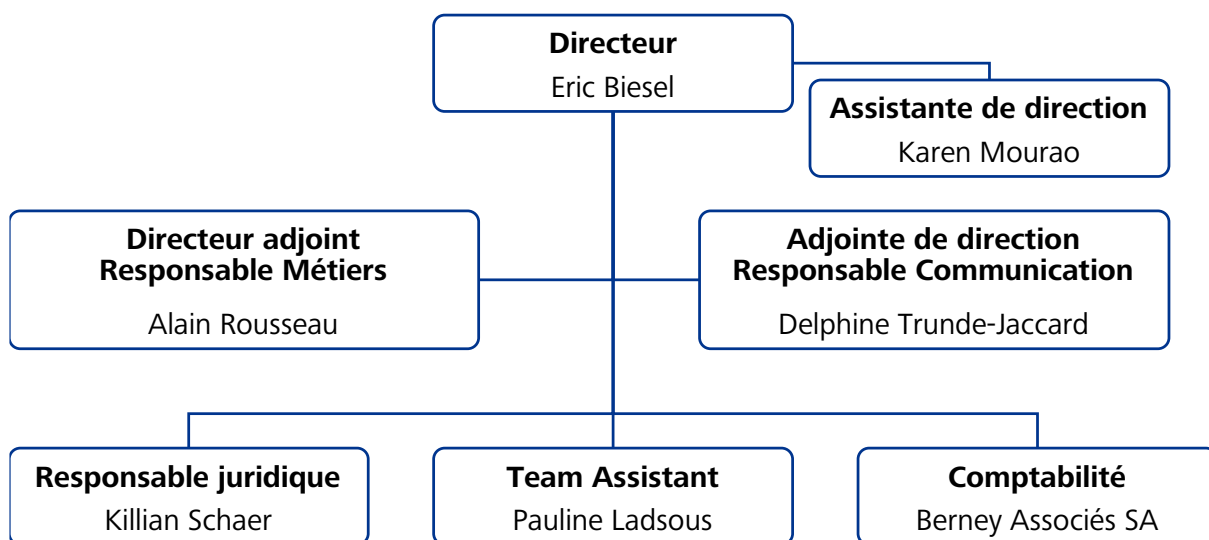 Directeur
Eric Biesel
Assistante de direction
Karen Mourao
Directeur adjoint
Responsable Métiers
Alain Rousseau
Adjointe de direction
Responsable Communication
Delphine Trunde-Jaccard
Responsable juridique
Killian Schaer
Team Assistant
Pauline Ladsous
Comptabilité
Berney Associés SA